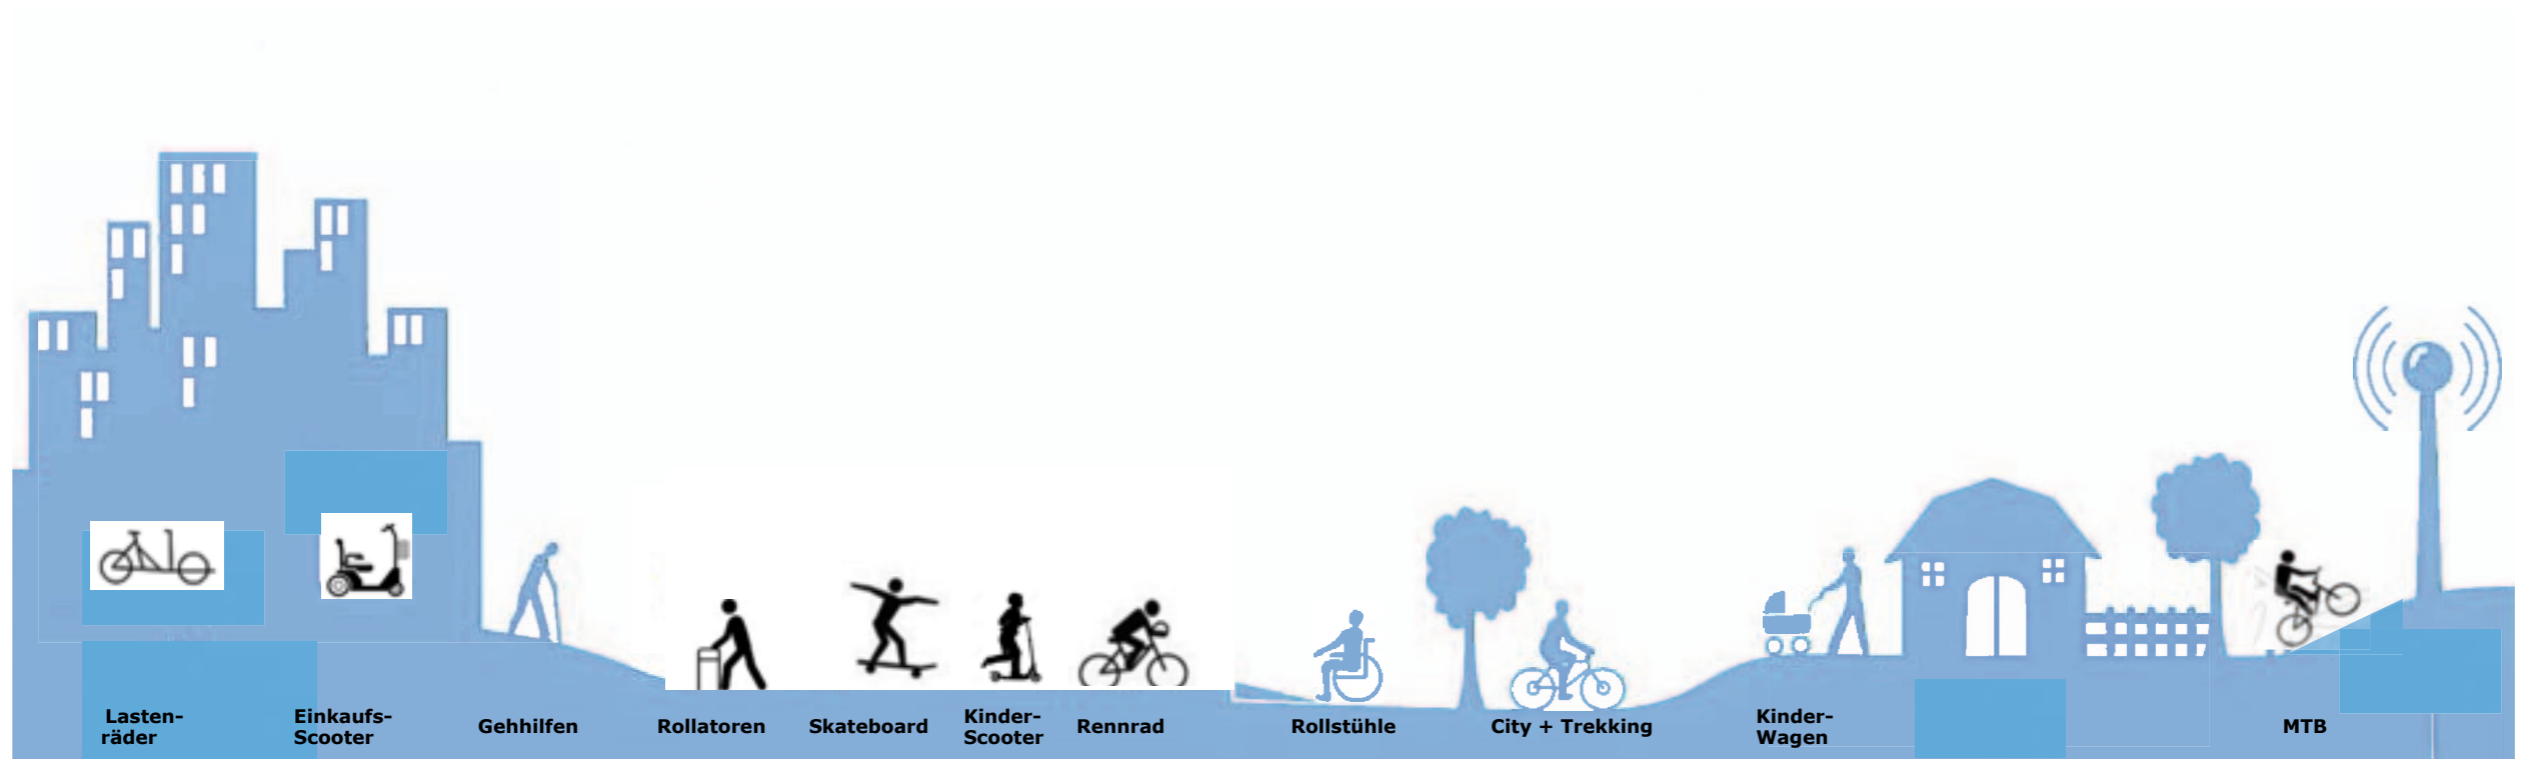 Lasten-
räder
Einkaufs-
Scooter
Gehhilfen
Rollatoren
Skateboard
Kinder-
Scooter
Rennrad
Rollstühle
City + Trekking
Kinder-
Wagen
MTB